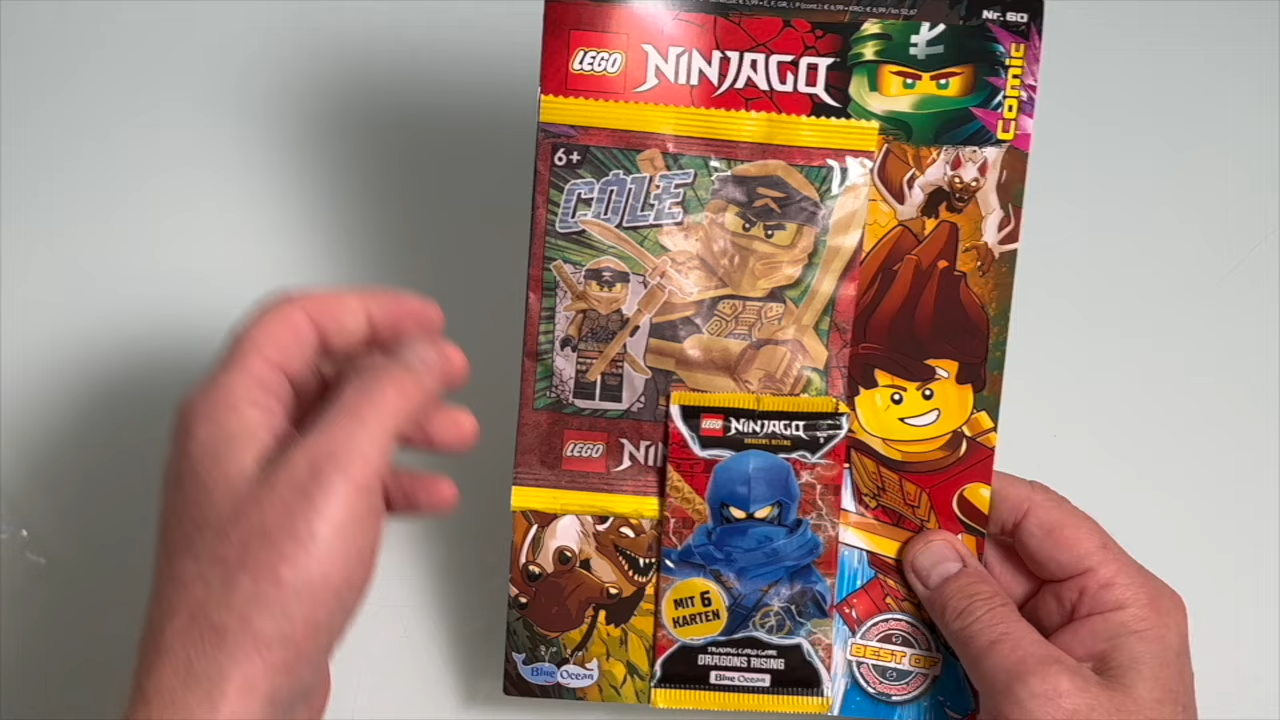 Nr. 60
LEGO NINJAGO
Comic
6+
COLE
LEGO NIN
LEGO NINJAGO
DRAGONS RISING
MIT 6
KARTEN
TRADING CARD GAME
DRAGONS RISING
Blue Ocean
Blue Ocean
BEST OF